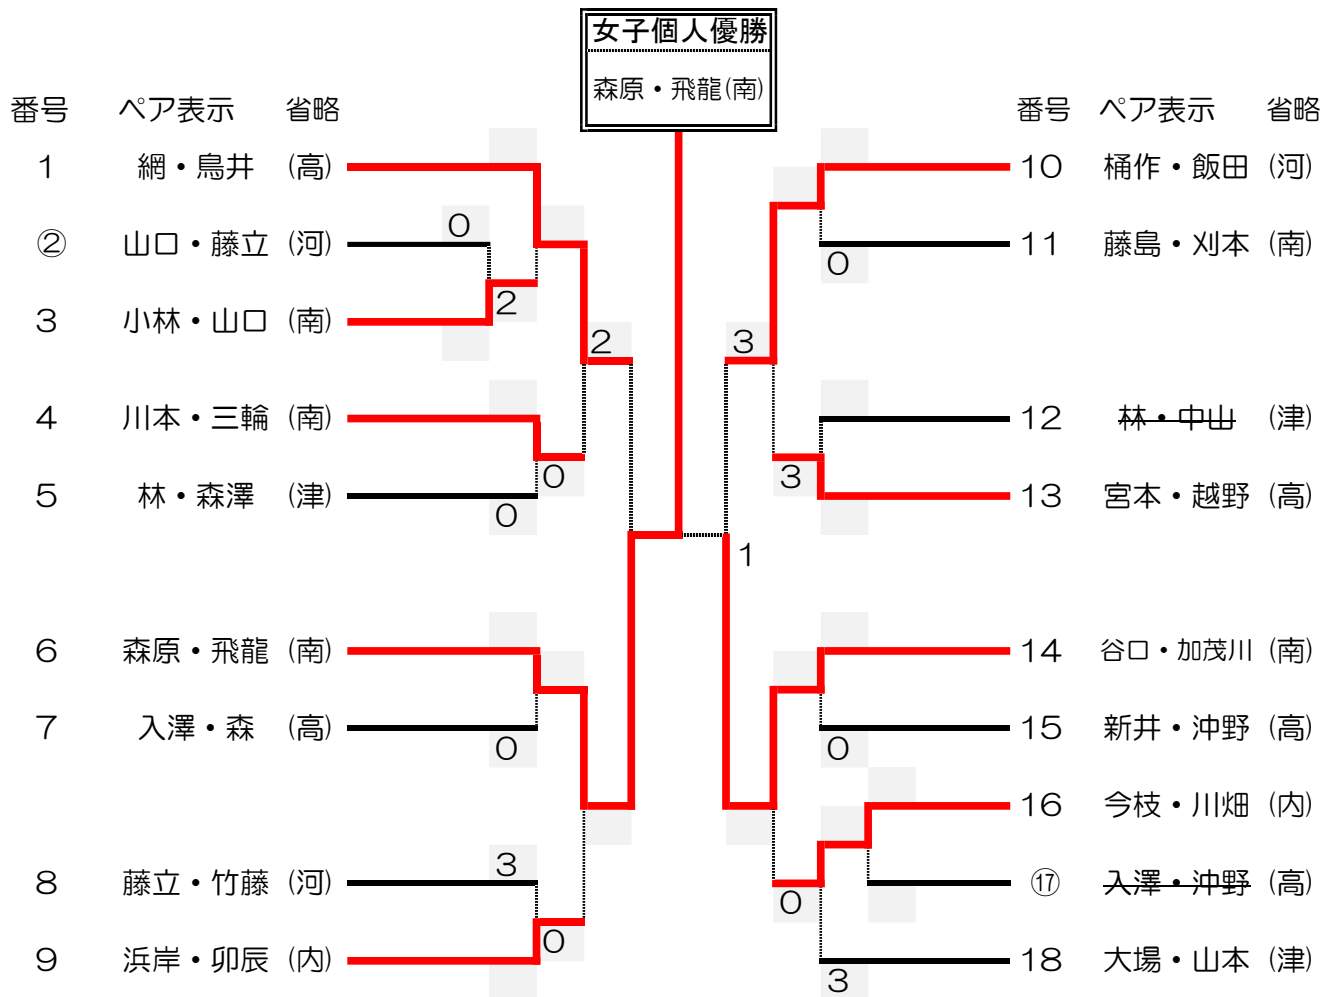 女子個人優勝
森原・飛龍(南)
番号 ペア表示 省略
1 網・鳥井 (高)
② 山口・藤立 (河)
0
3 小林・山口 (南)
2
2
4 川本・三輪 (南)
0
5 林・森澤 (津)
0
6 森原・飛龍 (南)
7 入澤・森 (高)
0
8 藤立・竹藤 (河)
3
9 浜岸・卯辰 (内)
0
番号 ペア表示 省略
10 桶作・飯田 (河)
11 藤島・刈本 (南)
0
3
12 林・中山 (津)
3
13 宮本・越野 (高)
1
14 谷口・加茂川 (南)
15 新井・沖野 (高)
0
16 今枝・川畑 (内)
⑰ 入澤・沖野 (高)
0
18 大場・山本 (津)
3